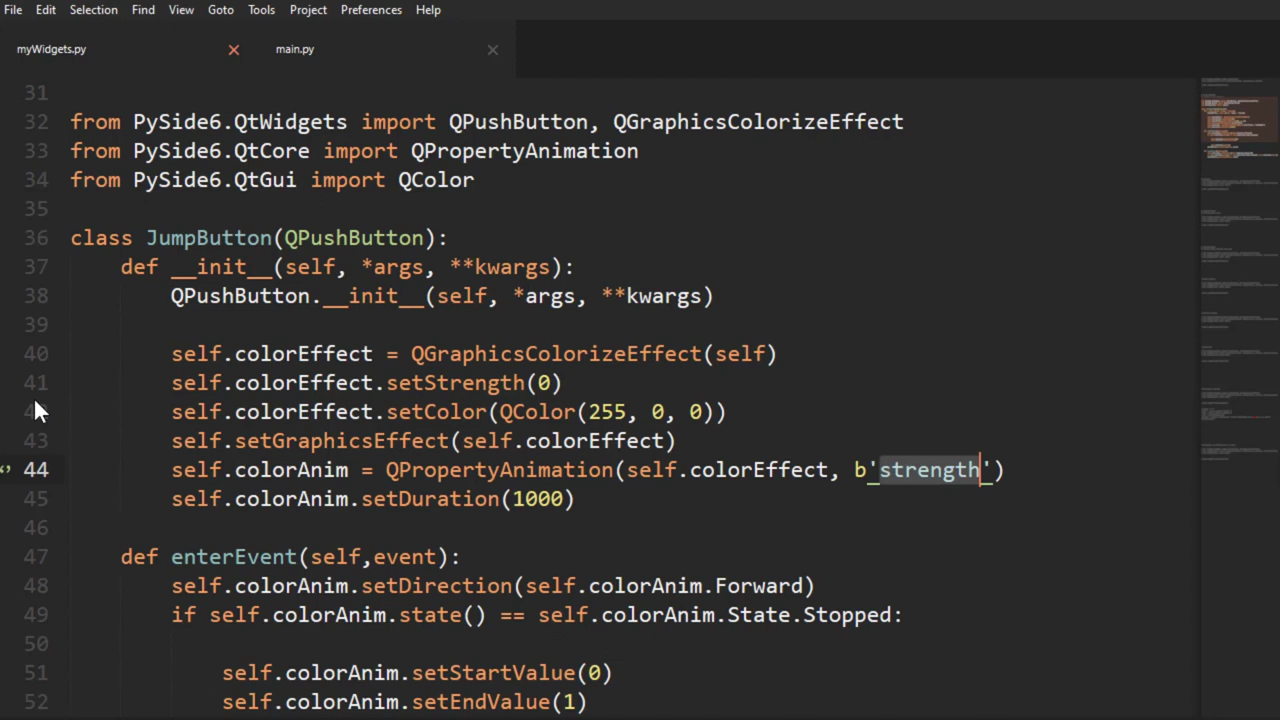 File Edit Selection Find View Goto Tools Project Preferences Help
myWidgets.py main.py
31
32 from PySide6.QtWidgets import QPushButton, QGraphicsColorizeEffect
33 from PySide6.QtCore import QPropertyAnimation
34 from PySide6.QtGui import QColor
35
36 class JumpButton(QPushButton):
37 def __init__(self, *args, **kwargs):
38 QPushButton.__init__(self, *args, **kwargs)
39
40 self.colorEffect = QGraphicsColorizeEffect(self)
41 self.colorEffect.setStrength(0)
self.colorEffect.setColor(QColor(255, 0, 0))
43 self.setGraphicsEffect(self.colorEffect)
44 self.colorAnim = QPropertyAnimation(self.colorEffect, b'strength')
45 self.colorAnim.setDuration(1000)
46
47 def enterEvent(self,event):
48 self.colorAnim.setDirection(self.colorAnim.Forward)
49 if self.colorAnim.state() == self.colorAnim.State.Stopped:
50
51 self.colorAnim.setStartValue(0)
52 self.colorAnim.setEndValue(1)